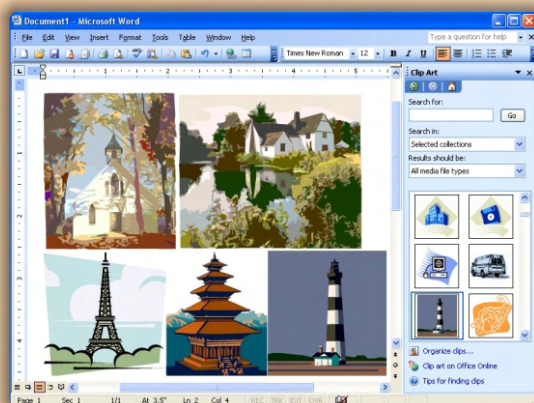 Document1 - Microsoft Word
File Edit View Insert Format Tools Table Window Help Type a question for help
Times New Roman 12 B I U
Clip Art
Search for:
Go
Search in:
Selected collections
Results should be:
All media file types
Organize clips...
Clip art on Office Online
Tips for finding clips
Page 1 Sec 1 1/1 At 3.5" Ln 2 Col 4 REC TRK EXT OVR